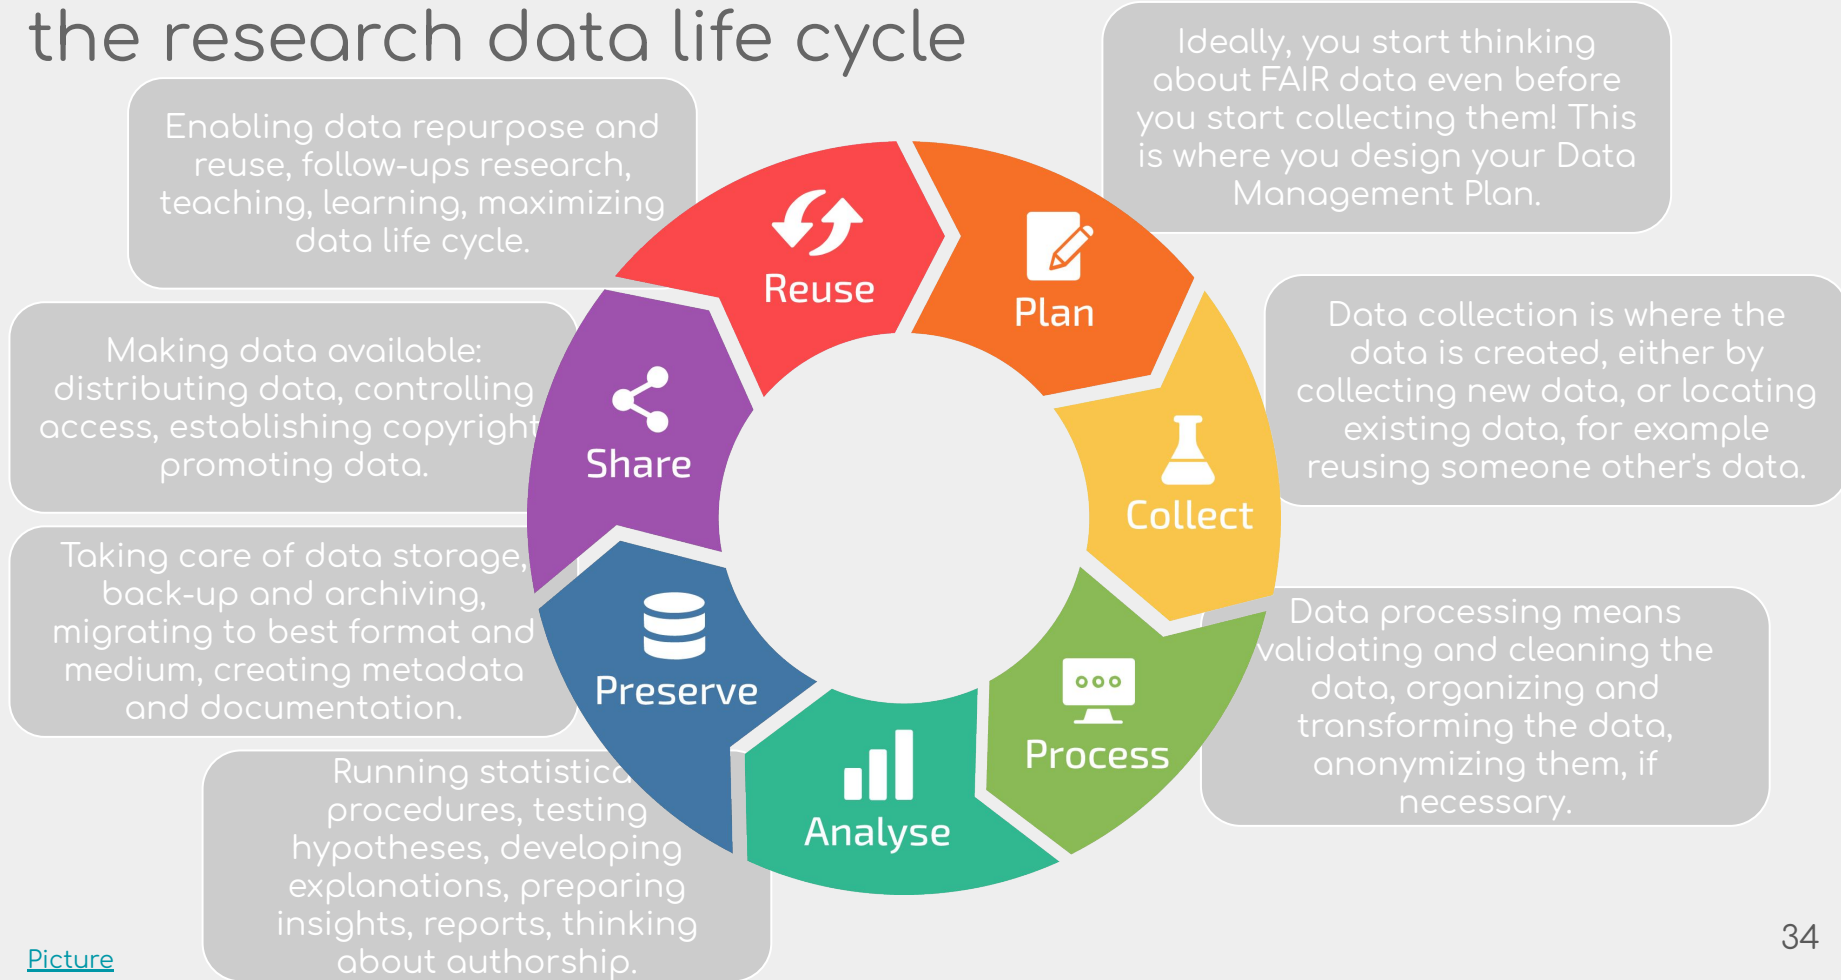 the research data life cycle
Ideally, you start thinking
about FAIR data even before
you start collecting them! This
is where you design your Data
Management Plan.
Enabling data repurpose and
reuse, follow-ups research,
teaching, learning, maximizing
data life cycle.
Reuse
Plan
Data collection is where the
data is created, either by
collecting new data, or locating
existing data, for example
reusing someone other's data.
Making data available:
distributing data, controlling
access, establishing copyright
promoting data.
Share
Collect
Taking care of data storage,
back-up and archiving,
migrating to best format and
medium, creating metadata
and documentation.
Preserve
Data processing means
validating and cleaning the
data, organizing and
transforming the data,
anonymizing them, if
necessary.
Process
Analyse
Running statistica
procedures, testing
hypotheses, developing
explanations, preparing
insights, reports, thinking
about authorship.
Picture
34